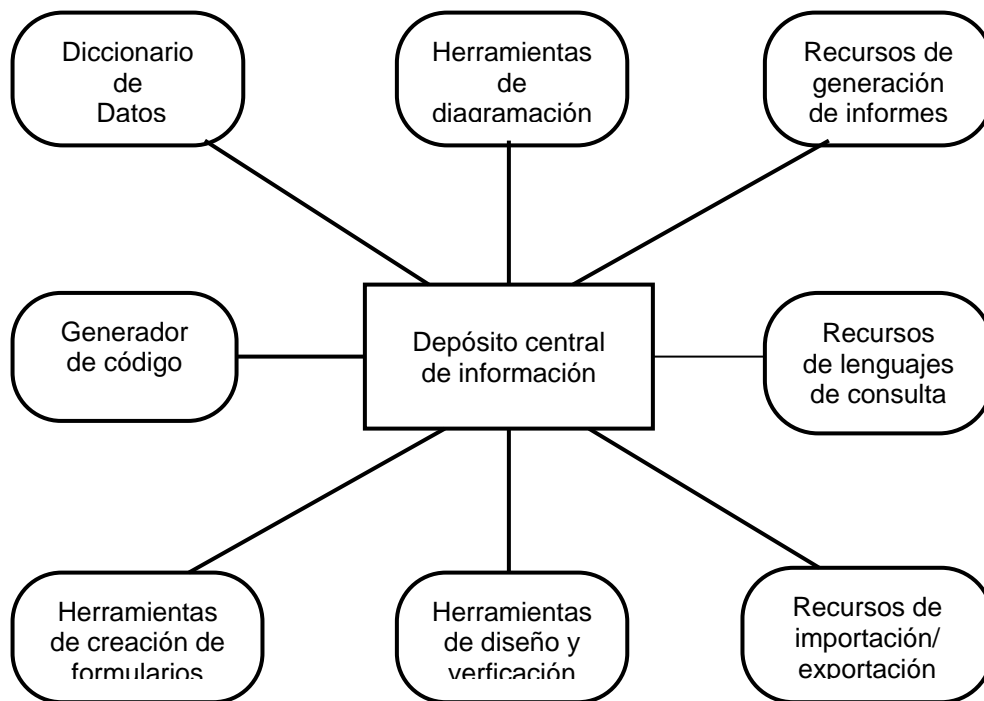 Diccionario
de
Datos
Herramientas
de
diagramación
Recursos de
generación
de informes
Generador
de código
Depósito central
de información
Recursos
de lenguajes
de consulta
Herramientas
de creación de
formularios
Herramientas
de diseño y
verficación
Recursos de
importación/
exportación